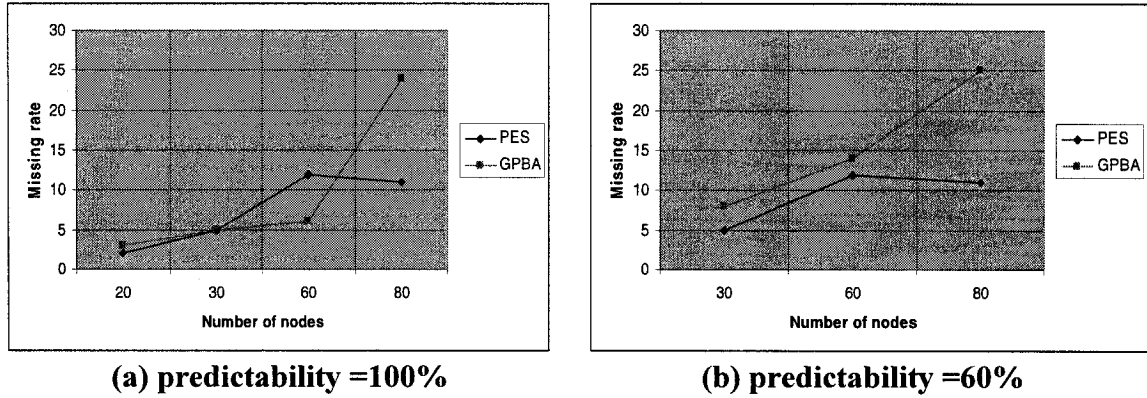 30
25
20
15
10
5
0
Missing rate
20 30 60 80
Number of nodes
PES
GPBA
(a) predictability =100%
30
25
20
15
10
5
0
Missing rate
30 60 80
Number of nodes
PES
GPBA
(b) predictability =60%